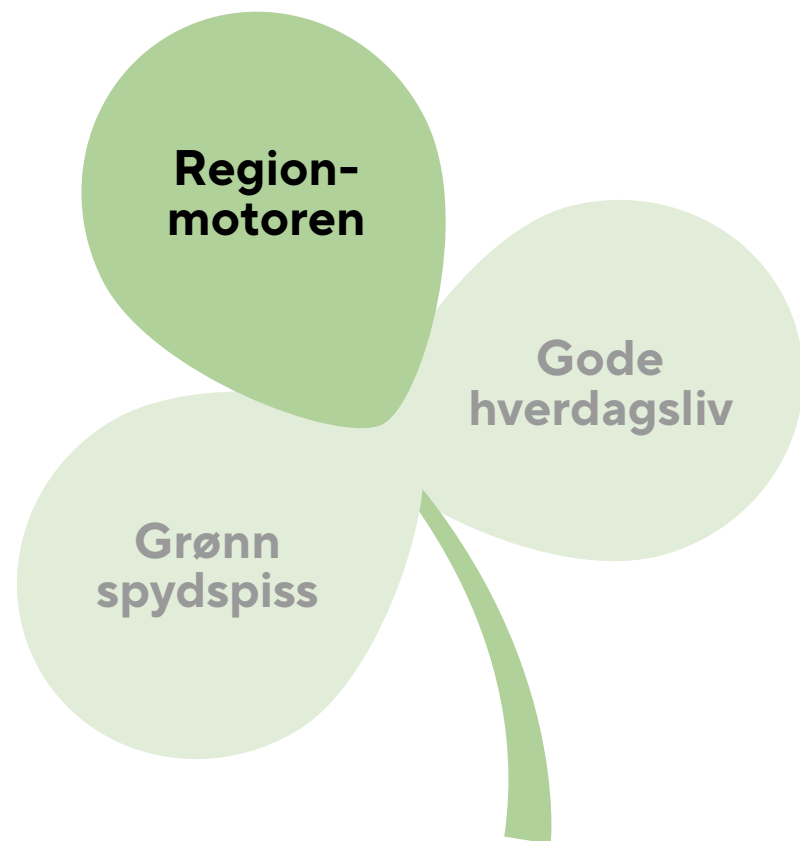 Region-
motoren
Gode
hverdagsliv
Grønn
spydspiss